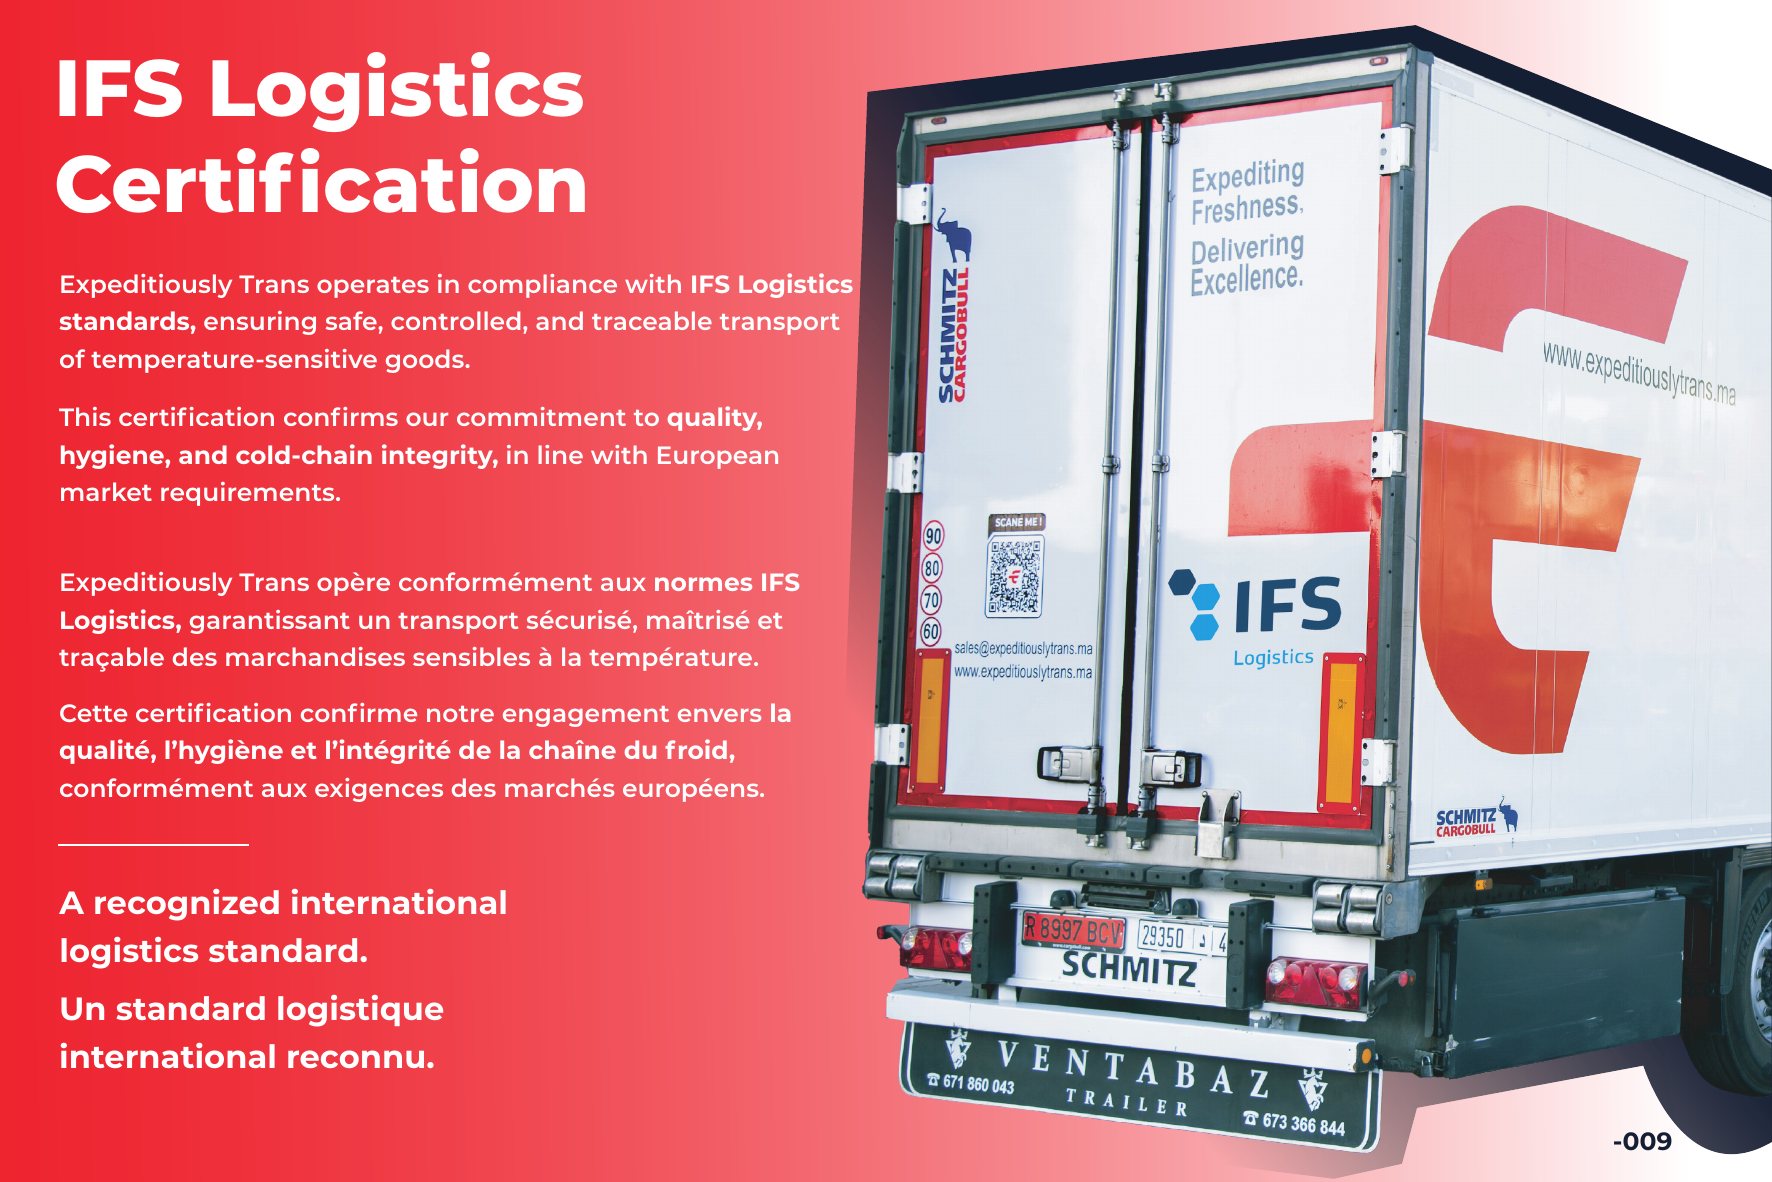 IFS Logistics
Certification
Expeditiously Trans operates in compliance with IFS Logistics
standards, ensuring safe, controlled, and traceable transport
of temperature-sensitive goods.
This certification confirms our commitment to quality,
hygiene, and cold-chain integrity, in line with European
market requirements.
Expeditiously Trans opère conformément aux normes IFS
Logistics, garantissant un transport sécurisé, maîtrisé et
traçable des marchandises sensibles à la température.
Cette certification confirme notre engagement envers la
qualité, l’hygiène et l’intégrité de la chaîne du froid,
conformément aux exigences des marchés européens.
A recognized international
logistics standard.
Un standard logistique
international reconnu.
Expediting
Freshness.
Delivering
Excellence.
SCHMITZ
CARGOBULL
www.expeditiouslytrans.ma
SCANE ME !
90
80
70
60
sales@expeditiouslytrans.ma
www.expeditiouslytrans.ma
IFS
Logistics
SCHMITZ
CARGOBULL
R 8997 BCV
www.cargobull.com
29350 د 4
SCHMITZ
VENTABAZ
TRAILER
☎ 671 860 043
☎ 673 366 844
-009